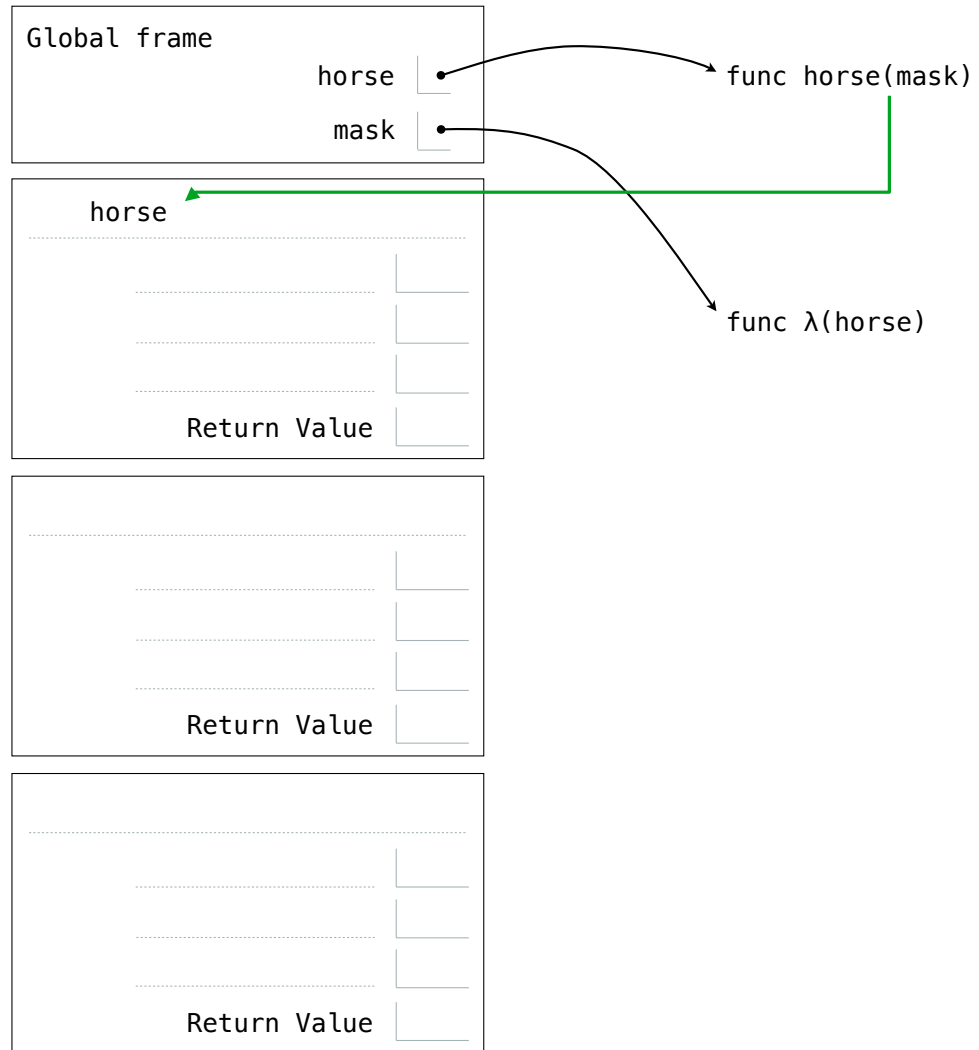 Global frame
horse
func horse(mask)
mask
horse
func λ(horse)
Return Value
Return Value
Return Value